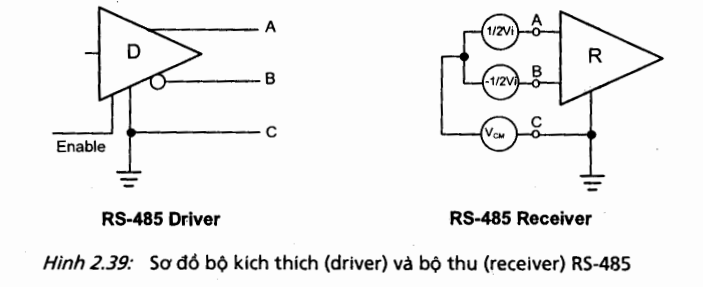 A
D
B
C
Enable
RS-485 Driver
A
1/2Vi
R
B
-1/2Vi
C
VCM
RS-485 Receiver
Hình 2.39: Sơ đồ bộ kích thích (driver) và bộ thu (receiver) RS-485